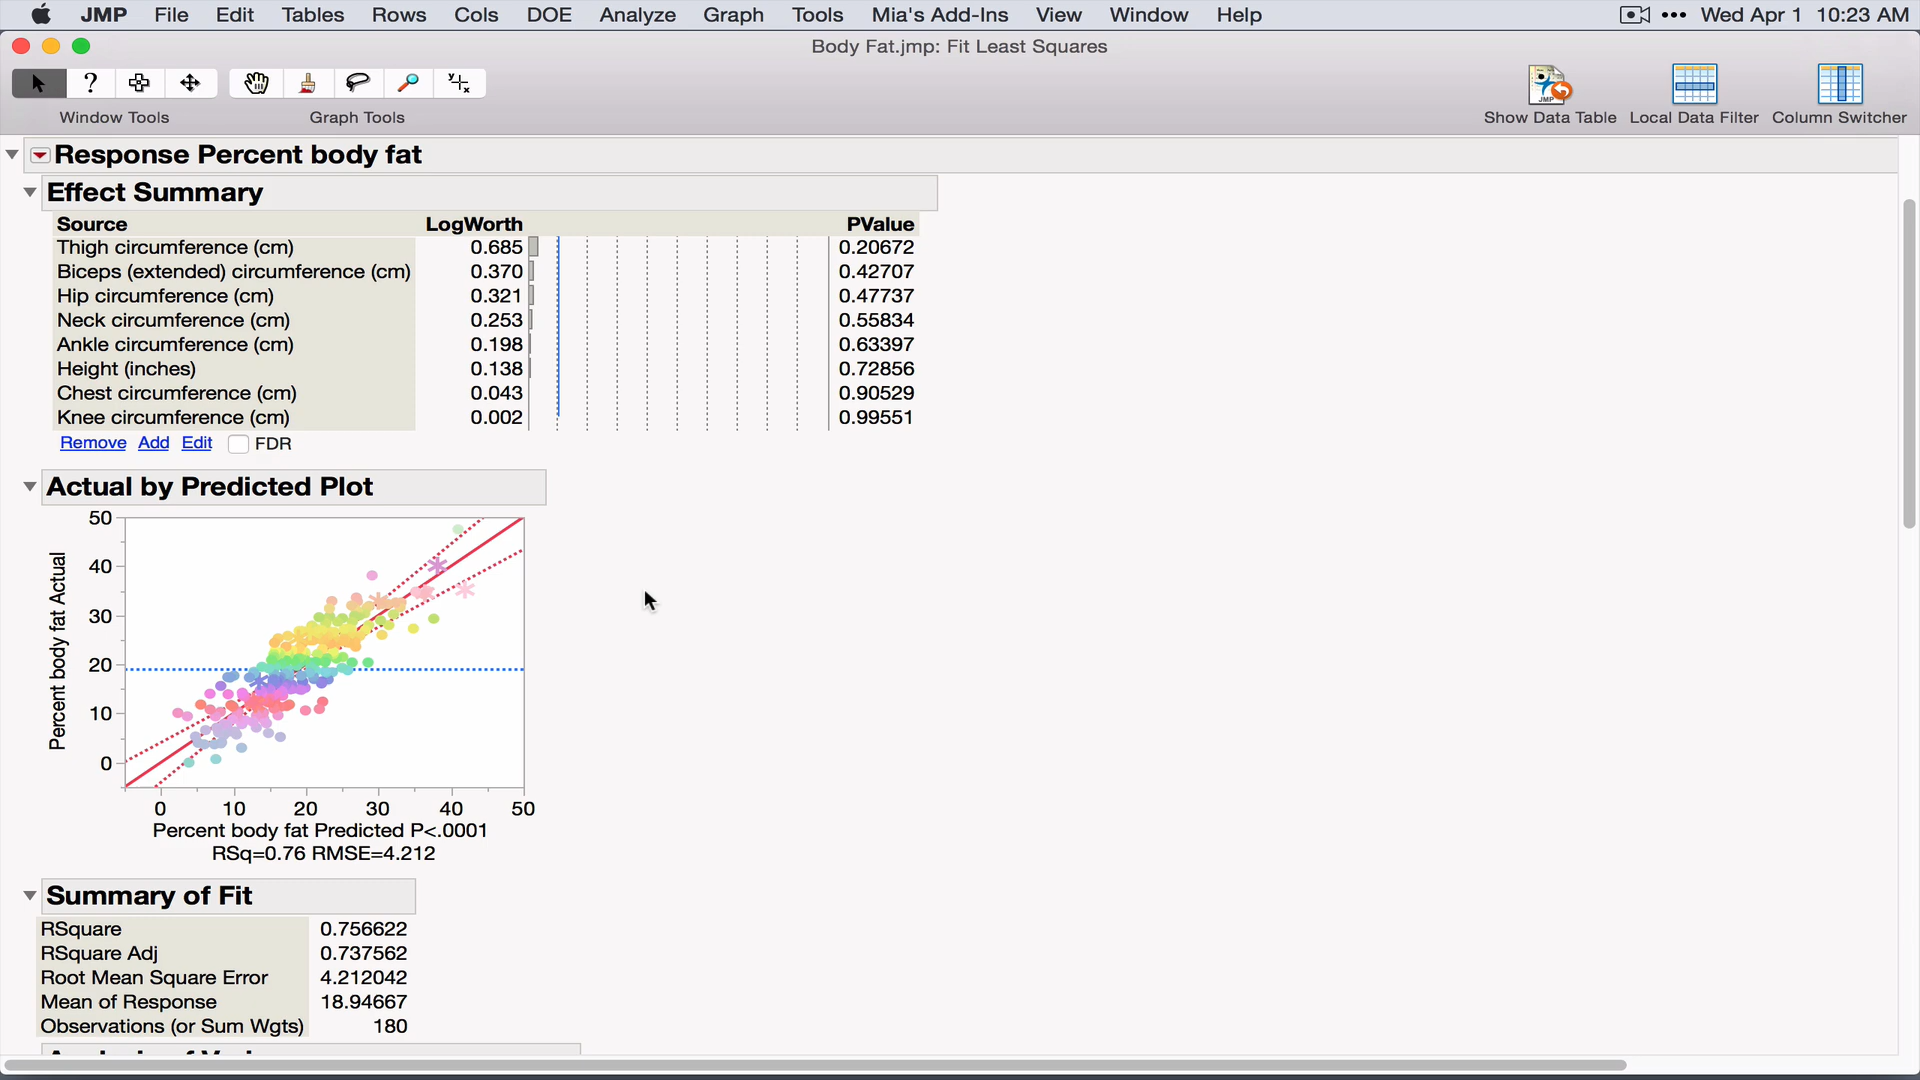 JMP File Edit Tables Rows Cols DOE Analyze Graph Tools Mia's Add-Ins View Window Help Wed Apr 1 10:23 AM
Body Fat.jmp: Fit Least Squares
?
Window Tools Graph Tools JMP Show Data Table Local Data Filter Column Switcher
Response Percent body fat
Effect Summary
Source LogWorth PValue
Thigh circumference (cm) 0.685 0.20672
Biceps (extended) circumference (cm) 0.370 0.42707
Hip circumference (cm) 0.321 0.47737
Neck circumference (cm) 0.253 0.55834
Ankle circumference (cm) 0.198 0.63397
Height (inches) 0.138 0.72856
Chest circumference (cm) 0.043 0.90529
Knee circumference (cm) 0.002 0.99551
Remove Add Edit FDR
Actual by Predicted Plot
50
40
30
20
10
0
Percent body fat Actual
0 10 20 30 40 50
Percent body fat Predicted P<.0001
RSq=0.76 RMSE=4.212
Summary of Fit
RSquare 0.756622
RSquare Adj 0.737562
Root Mean Square Error 4.212042
Mean of Response 18.94667
Observations (or Sum Wgts) 180